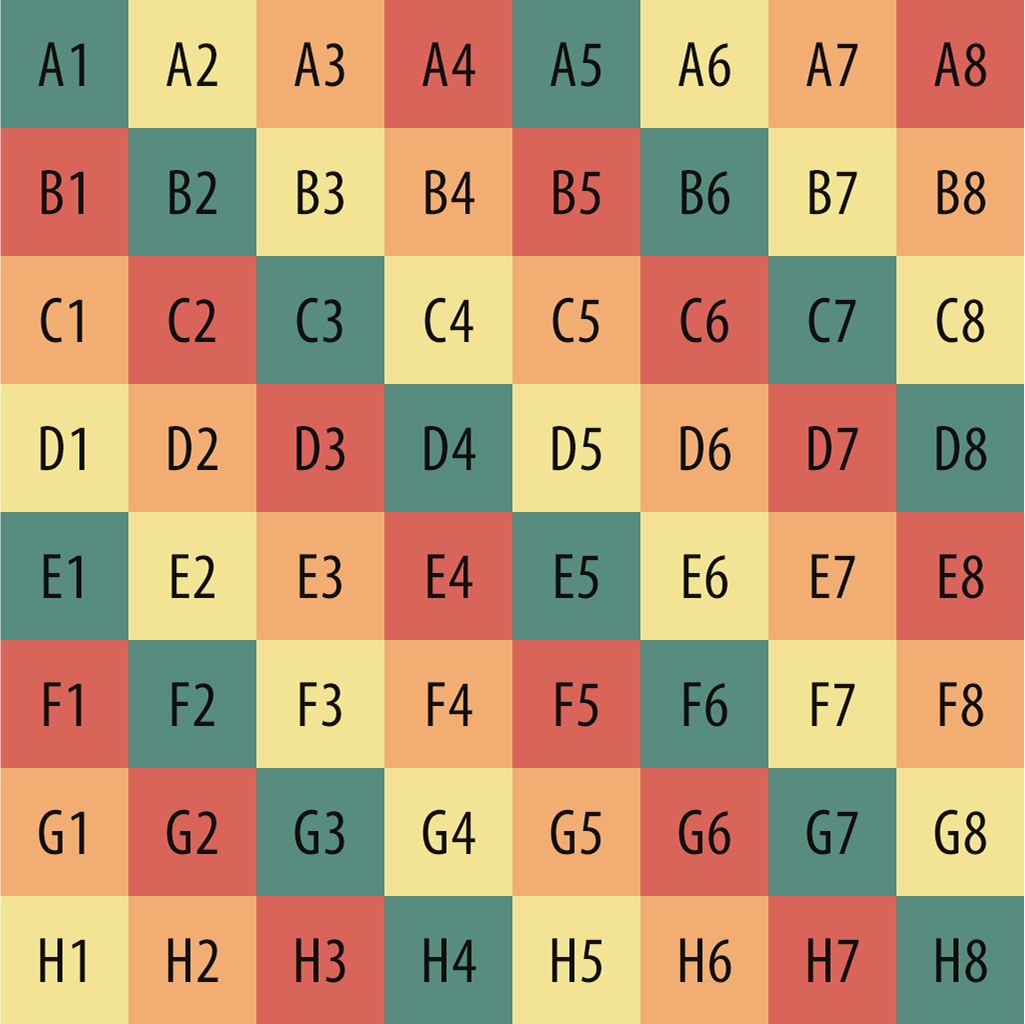 A1 A2 A3 A4 A5 A6 A7 A8
B1 B2 B3 B4 B5 B6 B7 B8
C1 C2 C3 C4 C5 C6 C7 C8
D1 D2 D3 D4 D5 D6 D7 D8
E1 E2 E3 E4 E5 E6 E7 E8
F1 F2 F3 F4 F5 F6 F7 F8
G1 G2 G3 G4 G5 G6 G7 G8
H1 H2 H3 H4 H5 H6 H7 H8